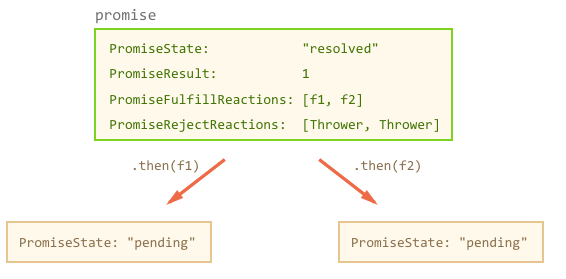 promise
PromiseState: "resolved"
PromiseResult: 1
PromiseFulfillReactions: [f1, f2]
PromiseRejectReactions: [Thrower, Thrower]
.then(f1) .then(f2)
PromiseState: "pending" PromiseState: "pending"